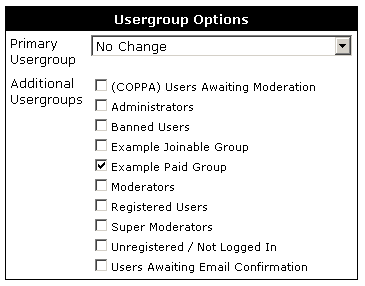 Usergroup Options
Primary
Usergroup
No Change
Additional
Usergroups
(COPPA) Users Awaiting Moderation
Administrators
Banned Users
Example Joinable Group
Example Paid Group
Moderators
Registered Users
Super Moderators
Unregistered / Not Logged In
Users Awaiting Email Confirmation